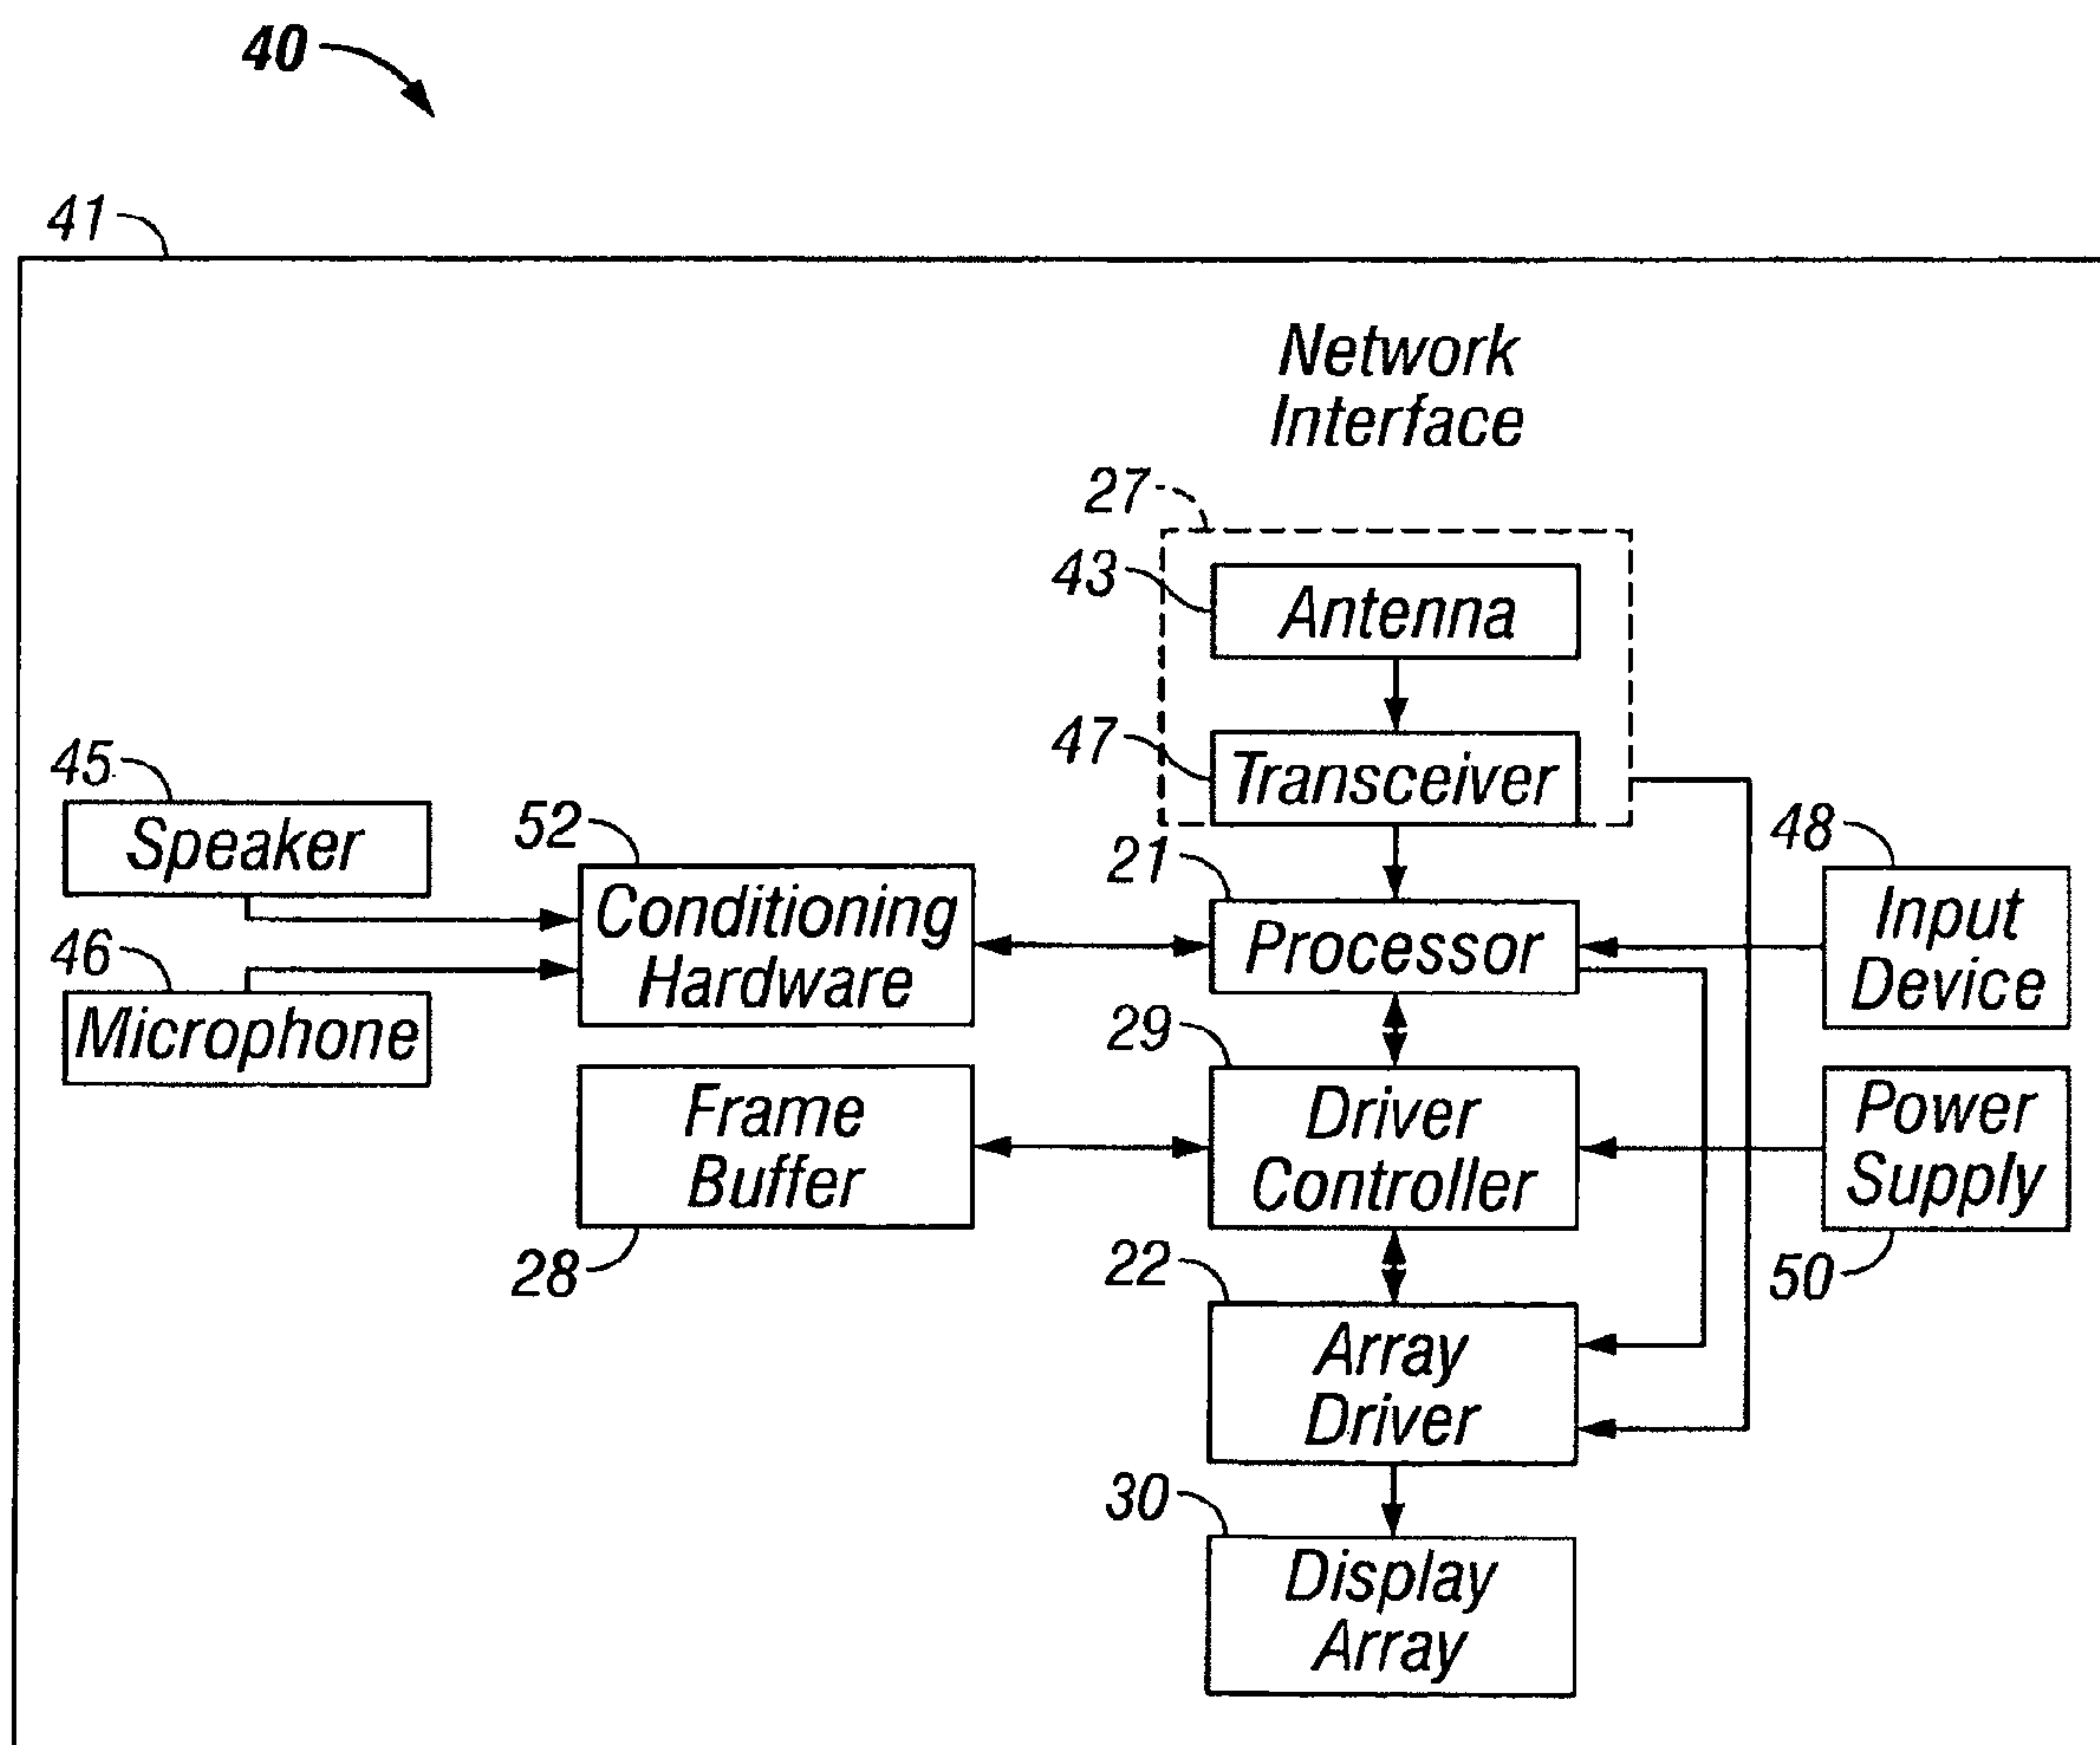 40
41
Network
Interface
27
43
Antenna
47
Transceiver
45
Speaker
52
Conditioning
Hardware
21
Processor
48
Input
Device
46
Microphone
29
Driver
Controller
Frame
Buffer
28
Power
Supply
50
22
Array
Driver
30
Display
Array